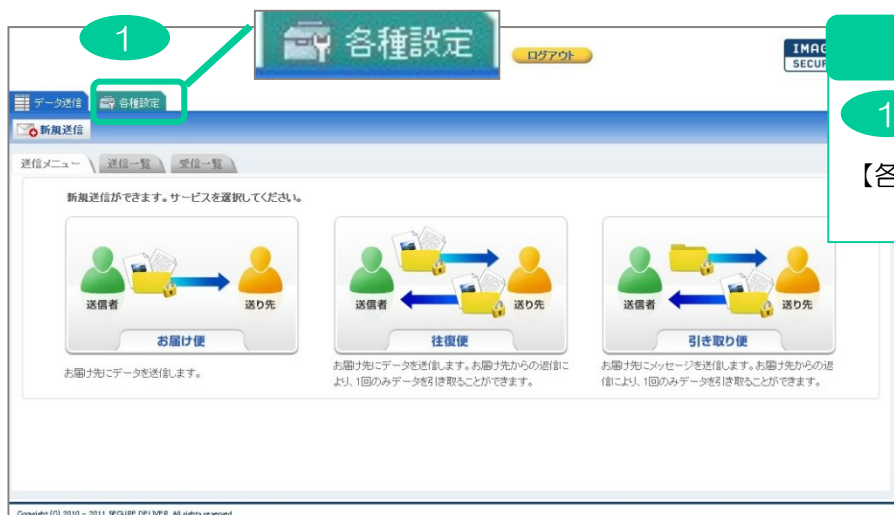 1
各種設定
ログアウト
IMAG
SECUR
データ送信
各種設定
新規送信
1
【各
送信メニュー
送信一覧
受信一覧
新規送信ができます。サービスを選択してください。
送信者
送り先
お届け便
お届け先にデータを送信します。
送信者
送り先
往復便
お届け先にデータを送信します。お届け先からの返信に
より、1回のみデータを引き取ることができます。
送信者
送り先
引き取り便
お届け先にメッセージを送信します。お届け先からの返
信により、1回のみデータを引き取ることができます。
Copyright (C) 2010 - 2011 SECURE DELIVER. All rights reserved.